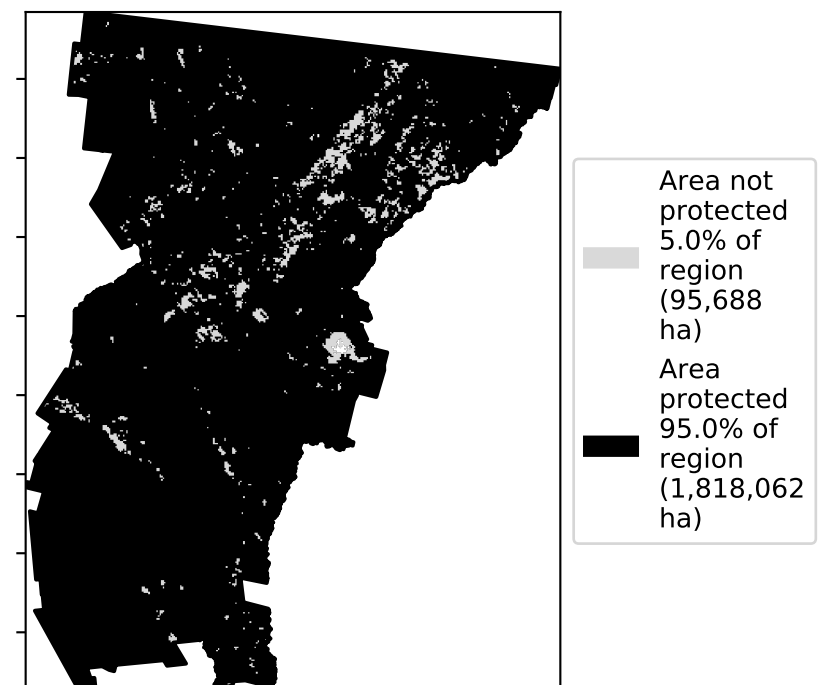 Area not
protected
5.0% of
region
(95,688
ha)
Area
protected
95.0% of
region
(1,818,062
ha)